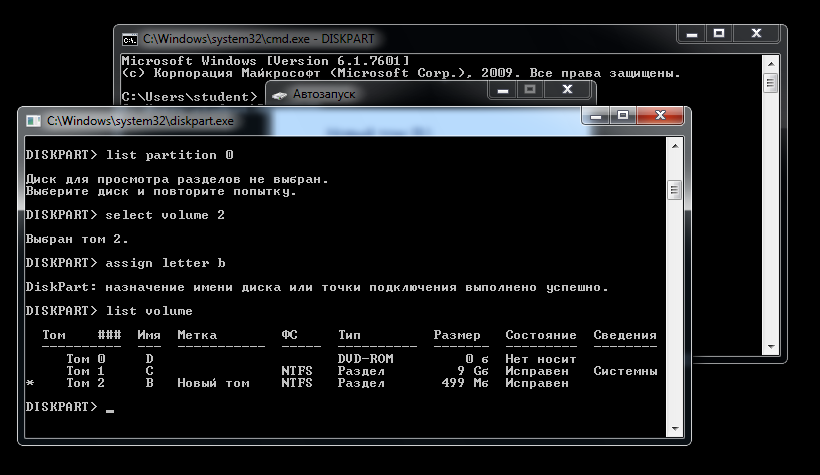 C:\Windows\system32\cmd.exe - DISKPART
Microsoft Windows [Version 6.1.7601]
(c) Корпорация Майкрософт (Microsoft Corp.), 2009. Все права защищены.
C:\Users\student>
Автозапуск
C:\Windows\system32\diskpart.exe
DISKPART> list partition 0
Диск для просмотра разделов не выбран.
Выберите диск и повторите попытку.
DISKPART> select volume 2
Выбран том 2.
DISKPART> assign letter b
DiskPart: назначение имени диска или точки подключения выполнено успешно.
DISKPART> list volume
Том ### Имя Метка ФС Тип Размер Состояние Сведения
---------- --- ----------- ----- ---------- ------- --------- --------
Том 0 D DVD-ROM 0 б Нет носит
Том 1 C NTFS Раздел 9 Gб Исправен Системны
* Том 2 B Новый том NTFS Раздел 499 Mб Исправен
DISKPART> _